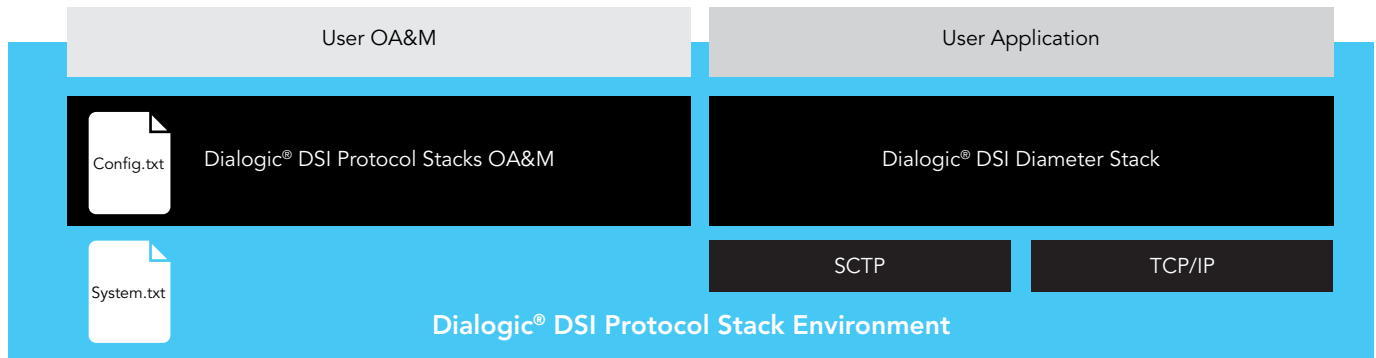 User OA&M
User Application
Config.txt
Dialogic® DSI Protocol Stacks OA&M
Dialogic® DSI Diameter Stack
SCTP
TCP/IP
System.txt
Dialogic® DSI Protocol Stack Environment